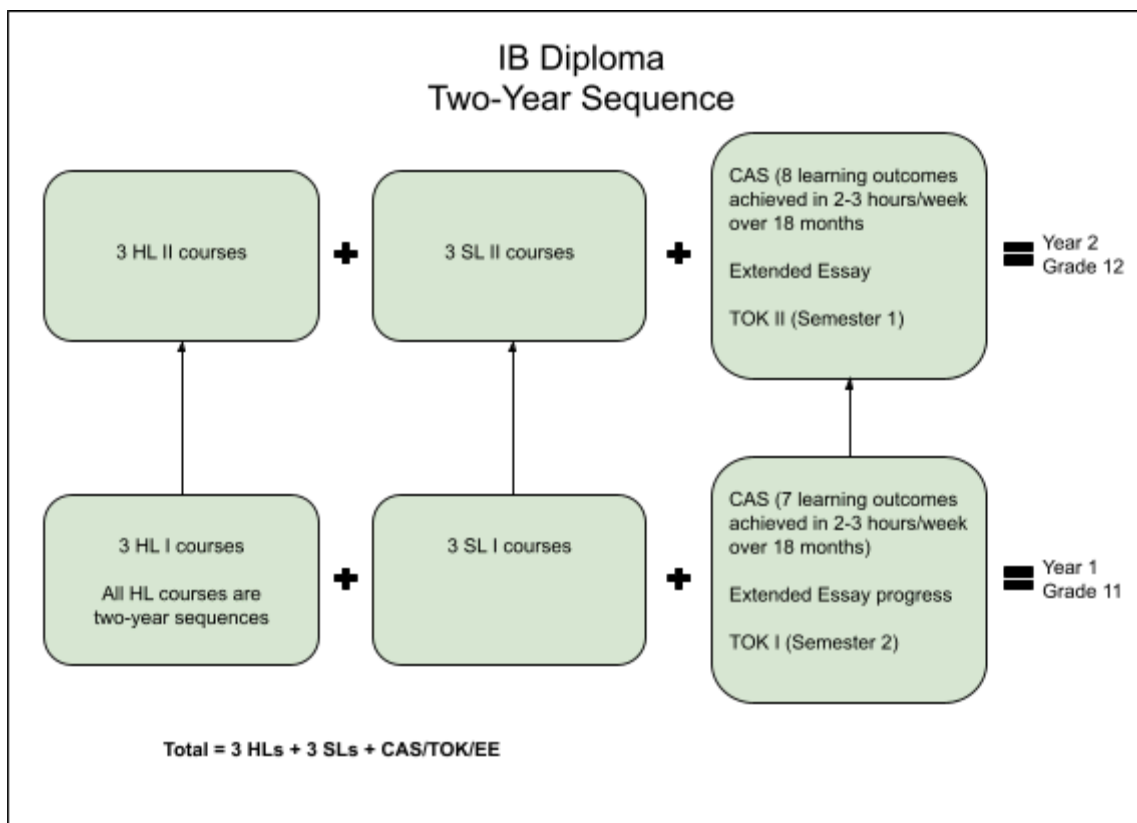 IB Diploma
Two-Year Sequence
3 HL II courses
3 SL II courses
CAS (8 learning outcomes
achieved in 2-3 hours/week
over 18 months
Extended Essay
TOK II (Semester 1)
Year 2
Grade 12
3 HL I courses
All HL courses are
two-year sequences
3 SL I courses
CAS (7 learning outcomes
achieved in 2-3 hours/week
over 18 months)
Extended Essay progress
TOK I (Semester 2)
Year 1
Grade 11
Total = 3 HLs + 3 SLs + CAS/TOK/EE